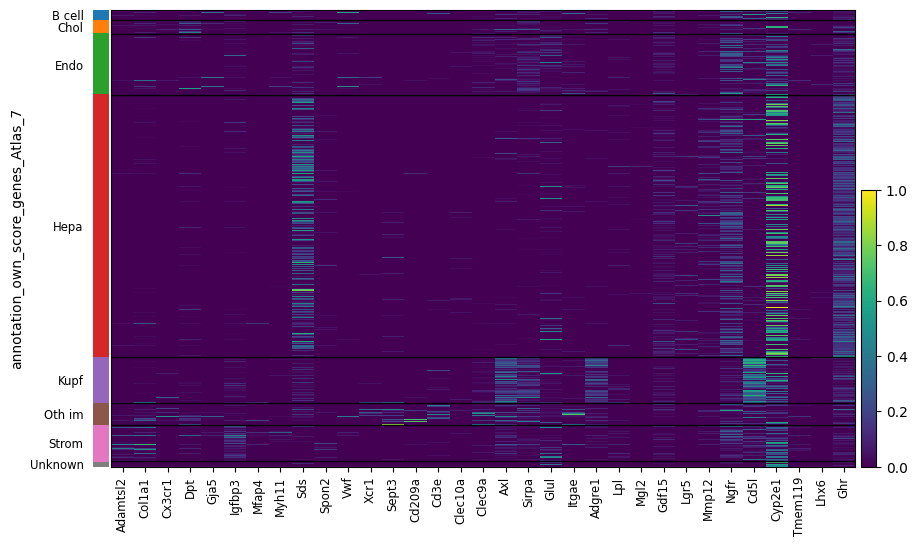 annotation_own_score_genes_Atlas_7
B cell
Chol
Endo
Hepa
Kupf
Oth im
Strom
Unknown
1.0
0.8
0.6
0.4
0.2
0.0
Adamtsl2
Col1a1
Cx3cr1
Dpt
Gja5
Igfbp3
Mfap4
Myh11
Sds
Spon2
Vwf
Xcr1
Sept3
Cd209a
Cd3e
Clec10a
Clec9a
Axl
Sirpa
Glul
Itgae
Adgre1
Lpl
Mgl2
Gdf15
Lgr5
Mmp12
Ngfr
Cd5l
Cyp2e1
Tmem119
Lhx6
Ghr